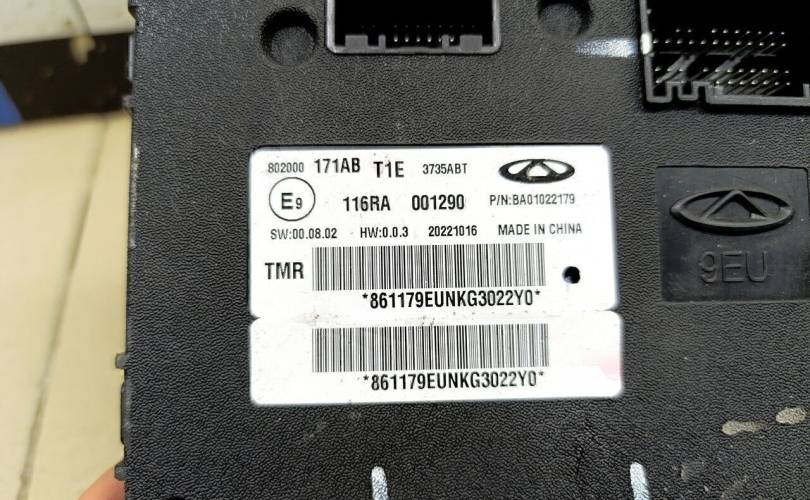 802000 171AB T1E 3735ABT
E9 116RA 001290 P/N:BA01022179
SW:00.08.02 HW:0.0.3 20221016 MADE IN CHINA
TMR
*861179EUNKG3022Y0*
*861179EUNKG3022Y0*
9EU